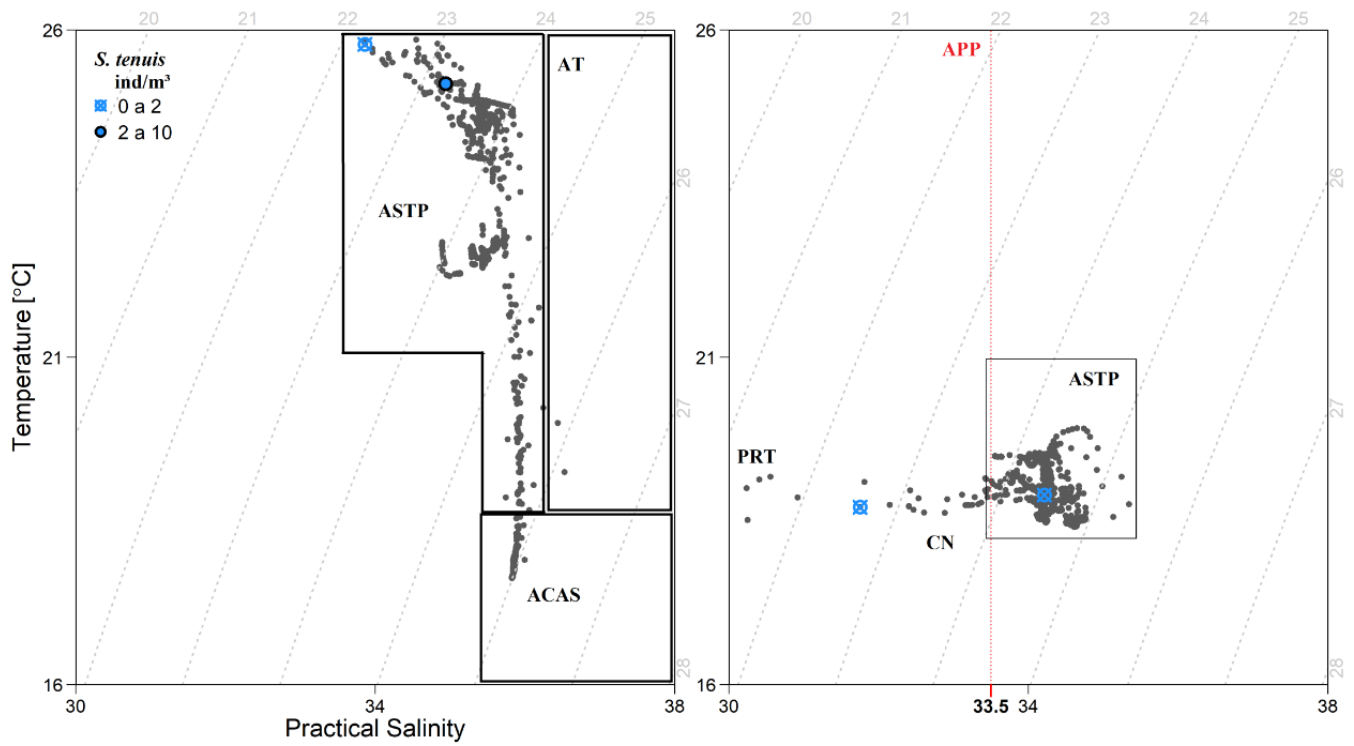 20 21 22 23 24 25
20 21 22 23 25
26
S. tenuis
ind/m³
0 a 2
2 a 10
AT
APP
26
26
ASTP
Temperature [°C]
21
21
ASTP
27
27
PRT
CN
ACAS
28
28
16
16
30 34 38
30 33.5 34 38
Practical Salinity
26
26